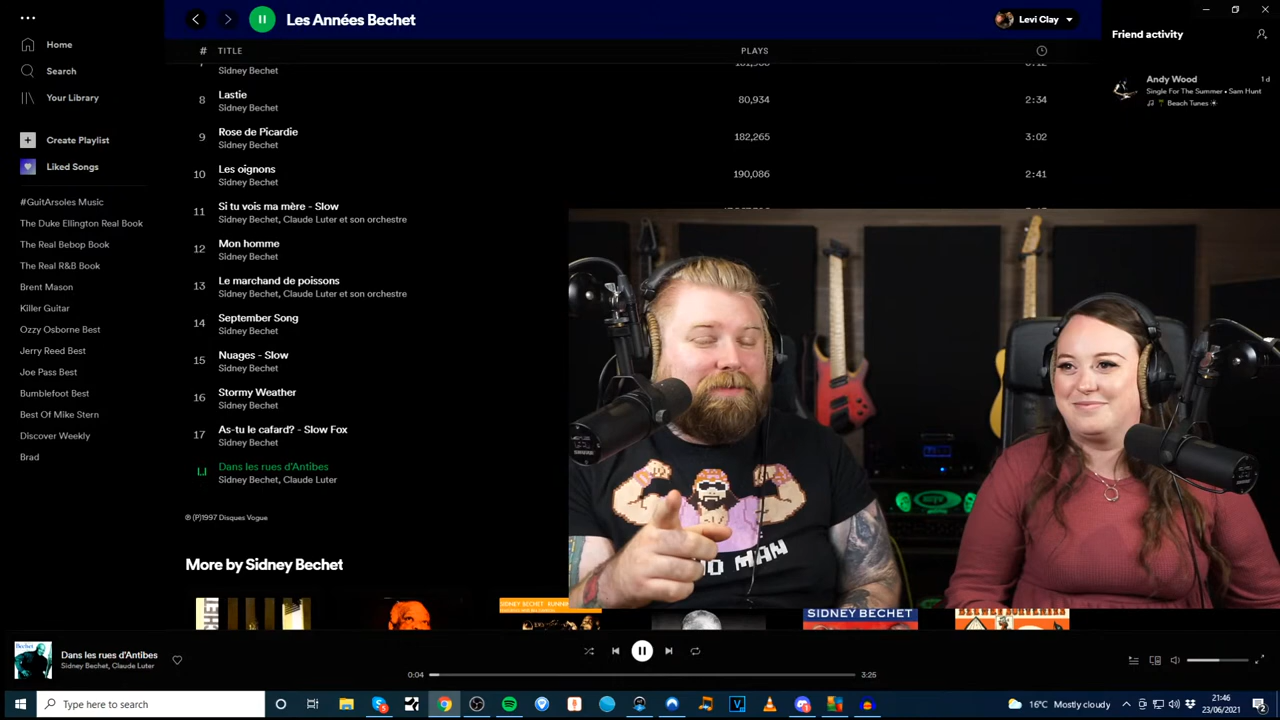 Les Années Bechet
Levi Clay
Home
Search
Your Library
Create Playlist
Liked Songs
#GuitArsoles Music
The Duke Ellington Real Book
The Real Bebop Book
The Real R&B Book
Brent Mason
Killer Guitar
Ozzy Osborne Best
Jerry Reed Best
Joe Pass Best
Bumblefoot Best
Best Of Mike Stern
Discover Weekly
Brad
# TITLE PLAYS
Sidney Bechet
8 Lastie 80,934 2:34
Sidney Bechet
9 Rose de Picardie 182,265 3:02
Sidney Bechet
10 Les oignons 190,086 2:41
Sidney Bechet
11 Si tu vois ma mère - Slow
Sidney Bechet, Claude Luter et son orchestre
12 Mon homme
Sidney Bechet
13 Le marchand de poissons
Sidney Bechet, Claude Luter et son orchestre
14 September Song
Sidney Bechet
15 Nuages - Slow
Sidney Bechet
16 Stormy Weather
Sidney Bechet
17 As-tu le cafard? - Slow Fox
Sidney Bechet
Dans les rues d'Antibes
Sidney Bechet, Claude Luter
℗ (P)1997 Disques Vogue
More by Sidney Bechet
SIDNEY BECHET
Friend activity
Andy Wood 1 d
Single For The Summer • Sam Hunt
Beach Tunes
MAN
Bechet
Dans les rues d'Antibes
Sidney Bechet, Claude Luter
0:04 3:25
Type here to search
16°C Mostly cloudy
21:46
23/06/2021